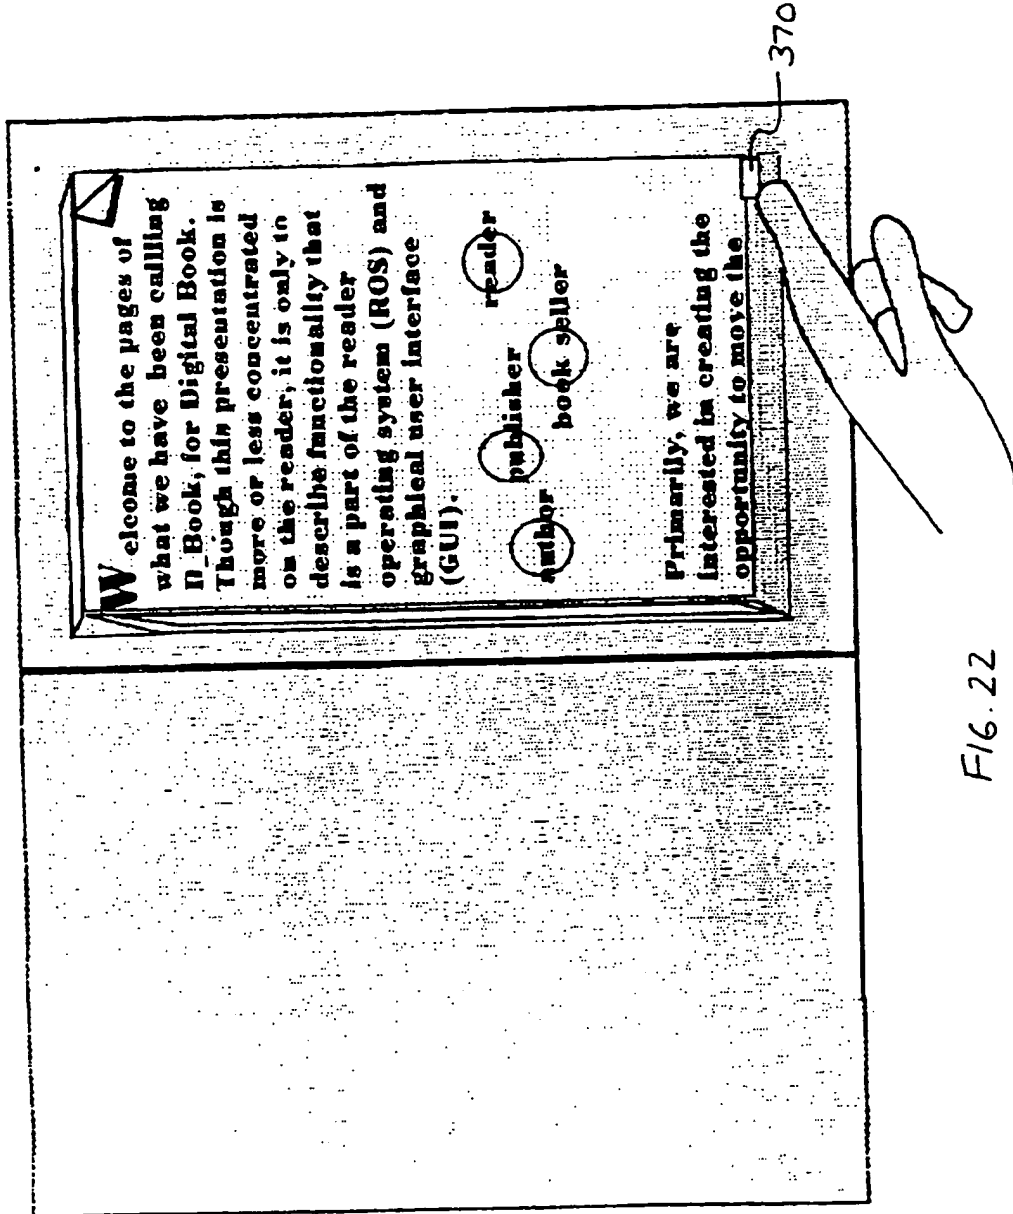 Welcome to the pages of
what we have been callling
D_Book, for Digital Book.
Though this presentation is
more or less concentrated
on the reader, it is only to
describe functionality that
is a part of the reader
operating system (ROS) and
graphical user interface
(GUI).
author publisher book seller reader
Primarily, we are
interested in creating the
opportunity to move the
370
FIG. 22